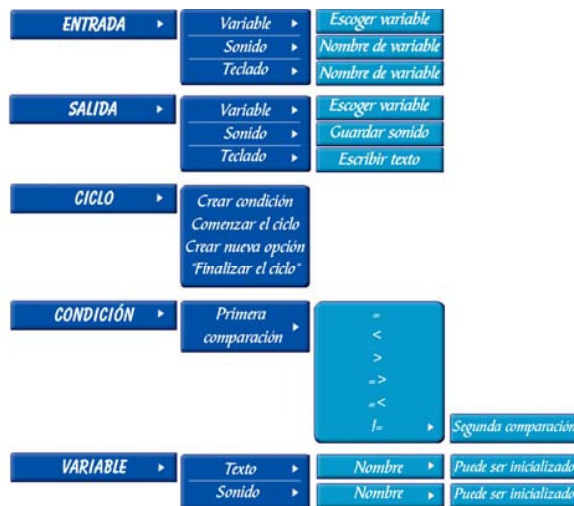 ENTRADA
Variable
Escoger variable
Sonido
Nombre de variable
Teclado
Nombre de variable
SALIDA
Variable
Escoger variable
Sonido
Guardar sonido
Teclado
Escribir texto
CICLO
Crear condición
Comenzar el ciclo
Crear nueva opción
"Finalizar el ciclo"
CONDICIÓN
Primera
comparación
=
<
>
=>
=<
!=
Segunda comparación
VARIABLE
Texto
Nombre
Puede ser inicializado
Sonido
Nombre
Puede ser inicializado